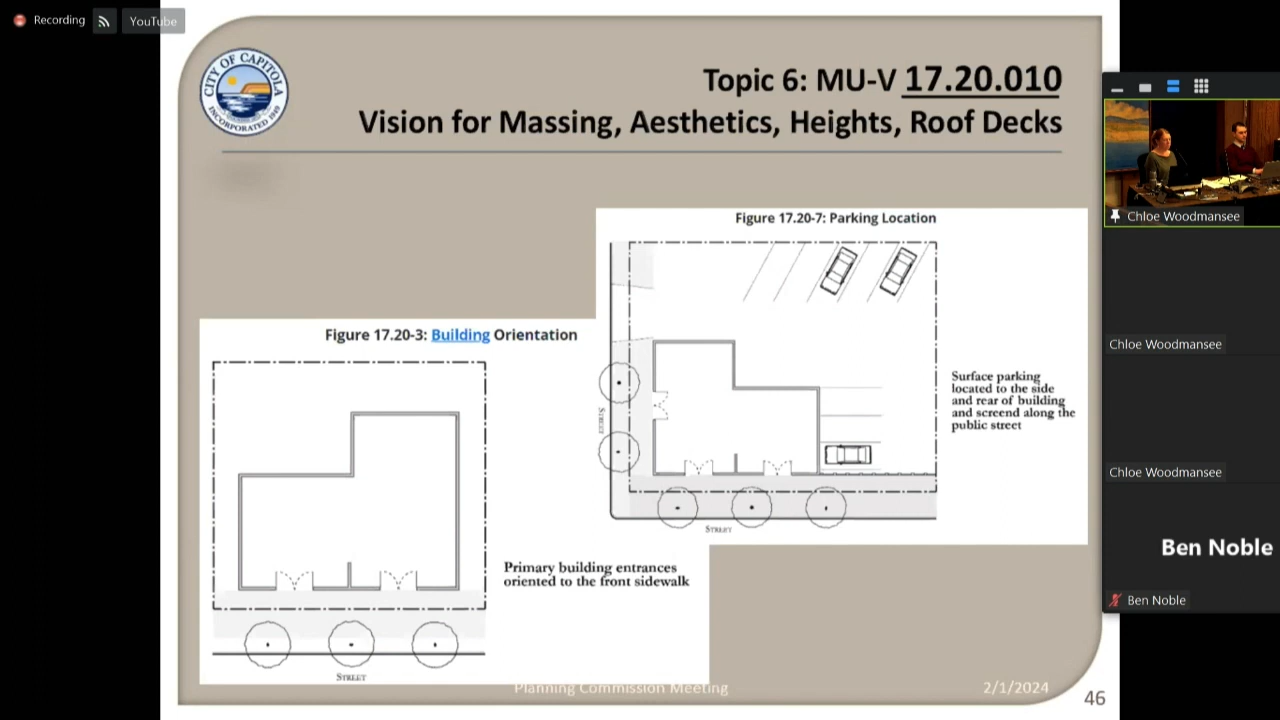 Recording
YouTube
CITY OF CAPITOLA
INCORPORATED 1949
Topic 6: MU-V 17.20.010
Vision for Massing, Aesthetics, Heights, Roof Decks
Figure 17.20-7: Parking Location
STREET
STREET
Surface parking
located to the side
and rear of building
and screend along the
public street
Figure 17.20-3: Building Orientation
Primary building entrances
oriented to the front sidewalk
STREET
Planning Commission Meeting
2/1/2024
46
Chloe Woodmansee
Chloe Woodmansee
Chloe Woodmansee
Ben Noble
Ben Noble